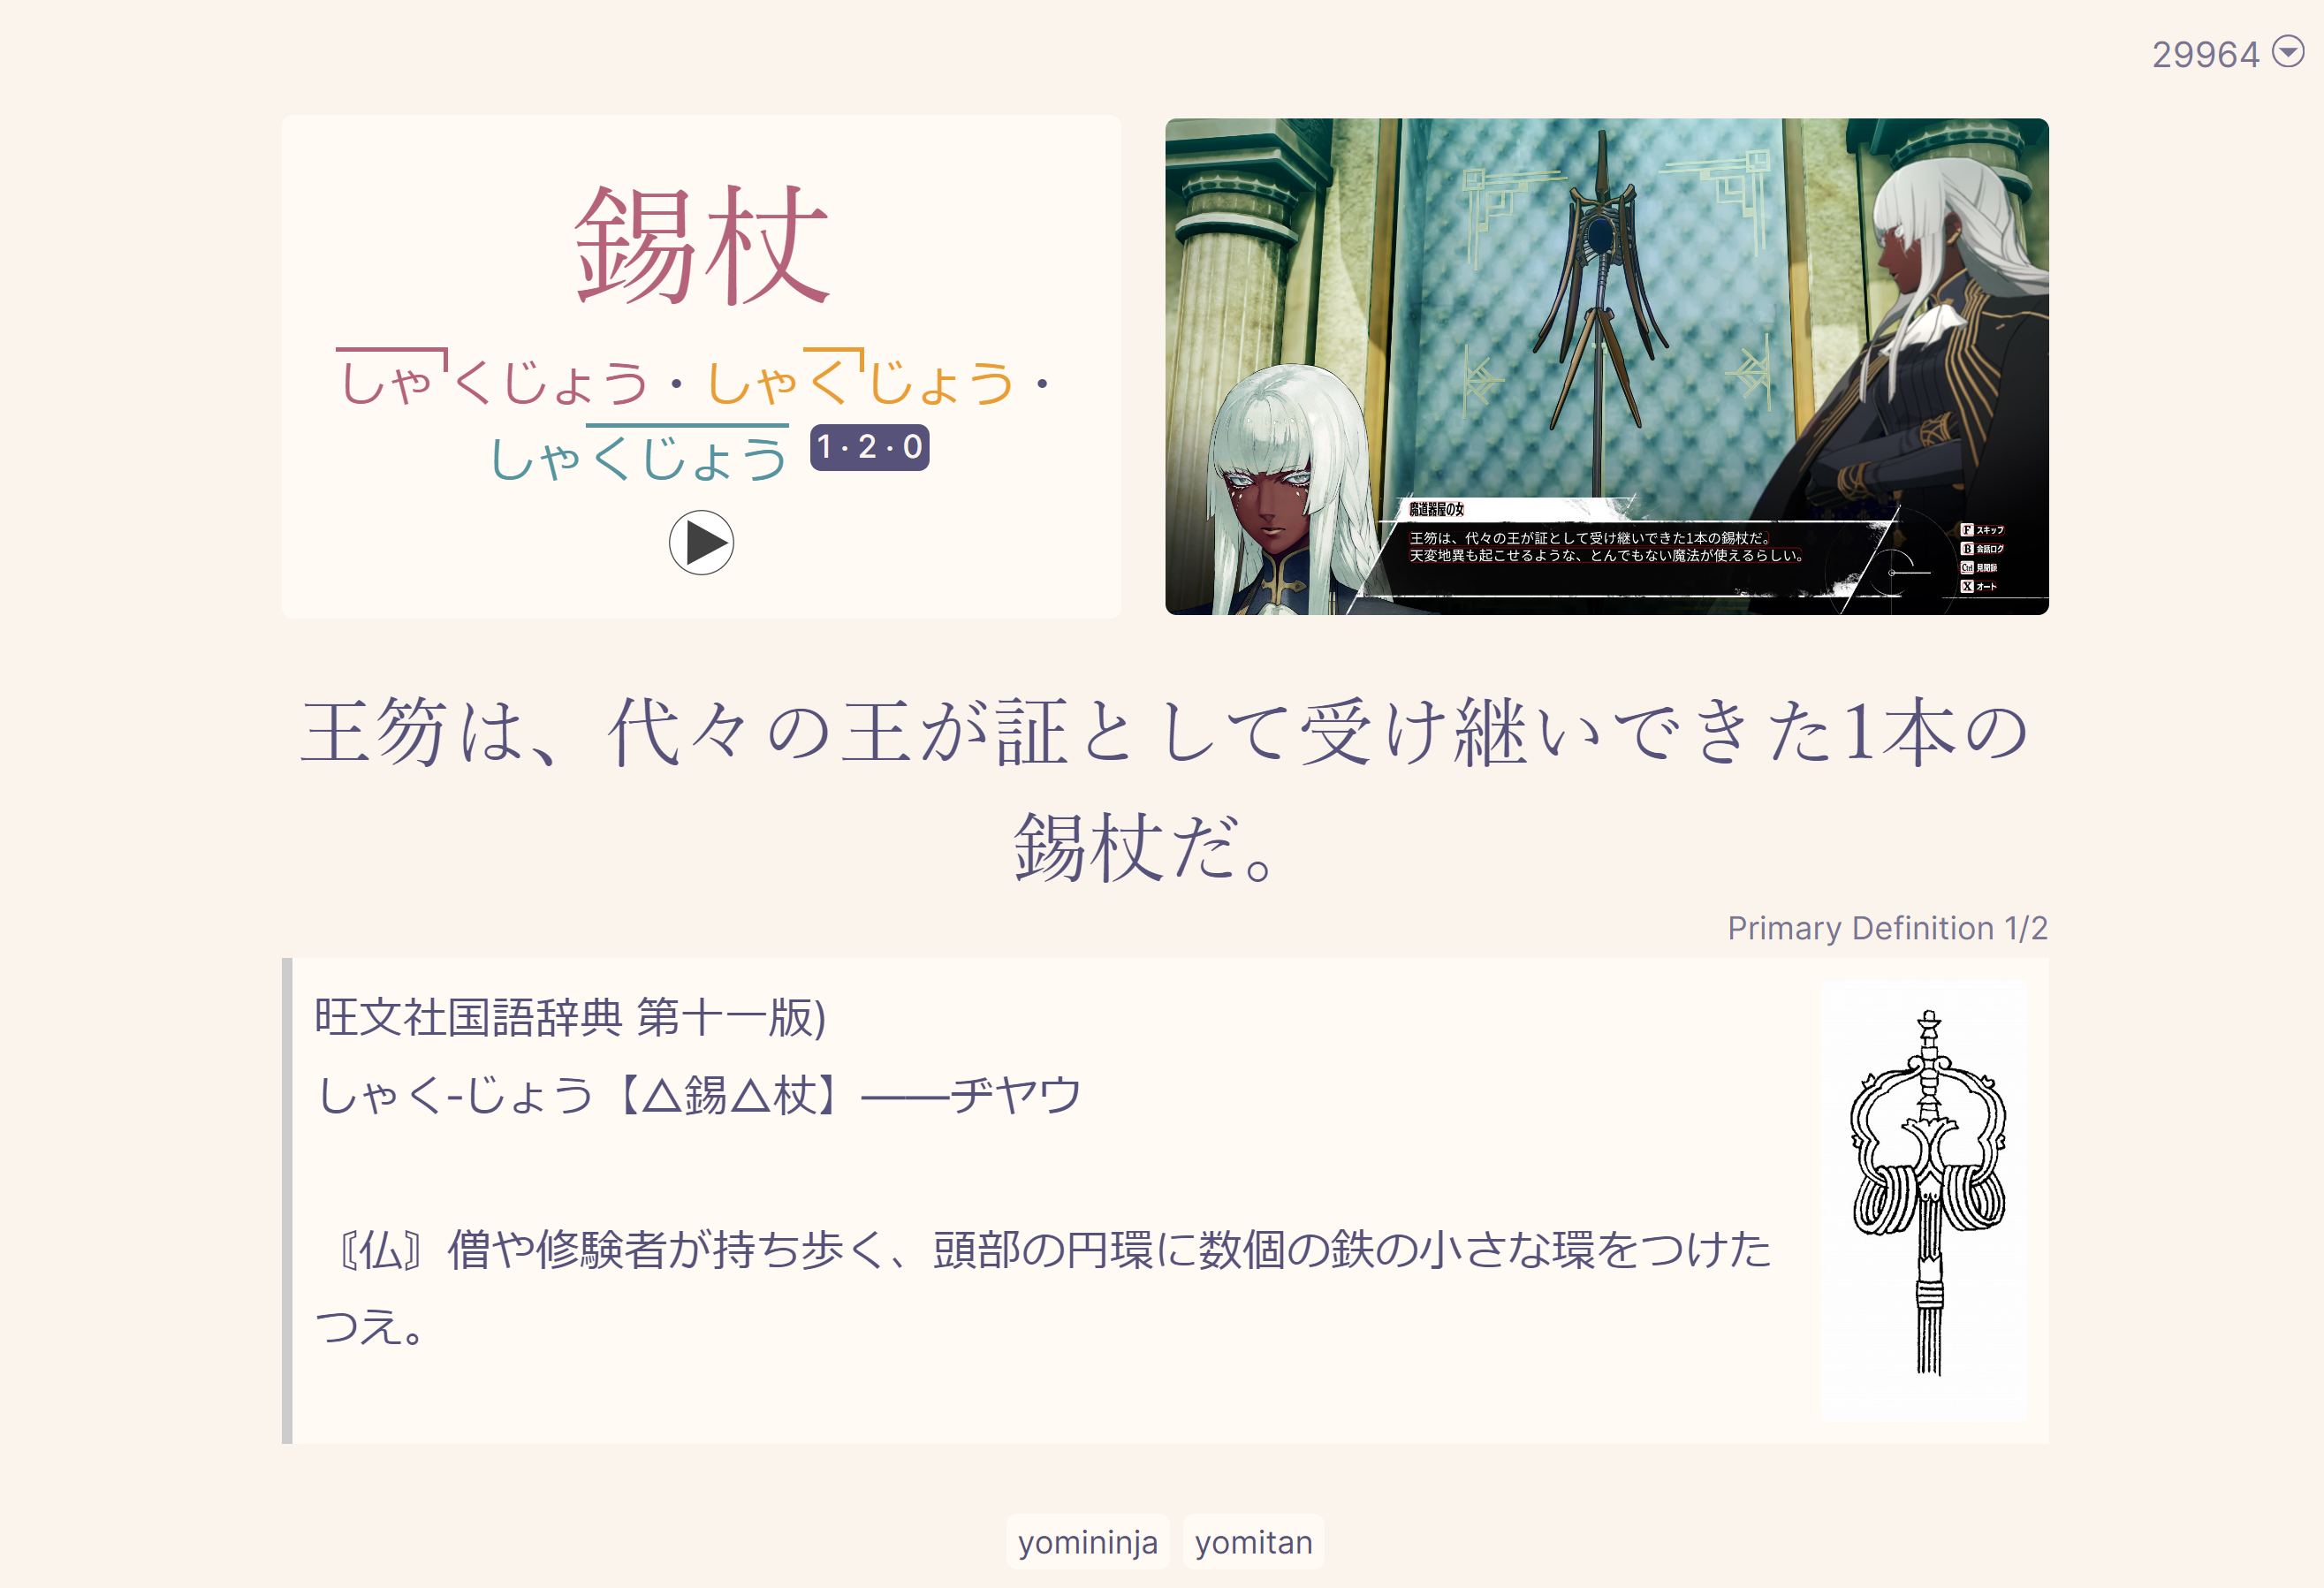 29964
錫杖
しゃくじょう・しゃくじょう・
しゃくじょう 1・2・0
魔道器屋の女
王笏は、代々の王が証として受け継いできた1本の錫杖だ。
天変地異も起こせるような、とんでもない魔法が使えるらしい。
F スキップ
B 会話ログ
Ctrl 見聞録
X オート
王笏は、代々の王が証として受け継いできた1本の
錫杖だ。
Primary Definition 1/2
旺文社国語辞典 第十一版)
しゃく-じょう【△錫△杖】――ヂヤウ
〘仏〙僧や修験者が持ち歩く、頭部の円環に数個の鉄の小さな環をつけた
つえ。
yomininja yomitan